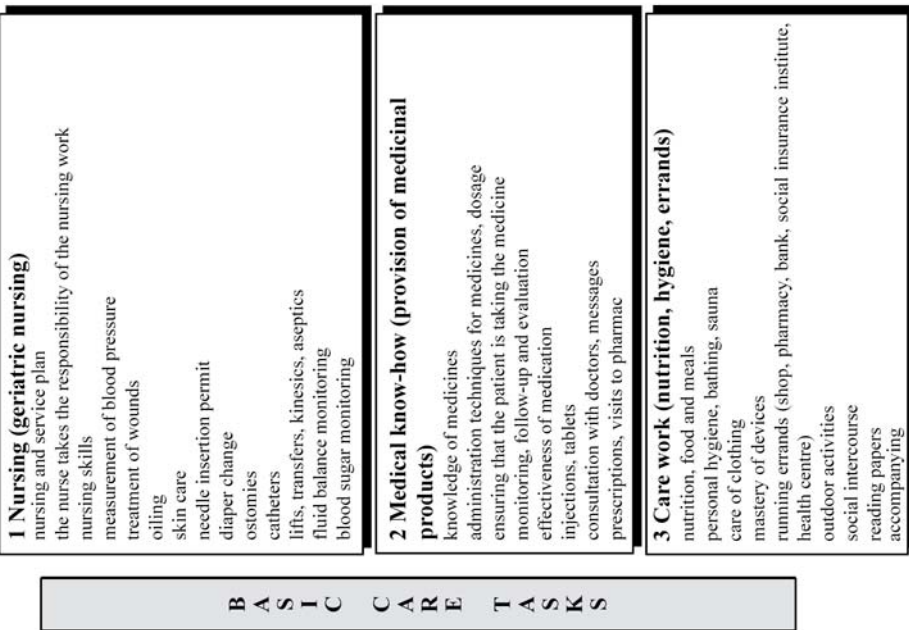 BASIC CARE TASKS
1 Nursing (geriatric nursing)
nursing and service plan
the nurse takes the responsibility of the nursing work
nursing skills
measurement of blood pressure
treatment of wounds
oiling
skin care
needle insertion permit
diaper change
ostomies
catheters
lifts, transfers, kinesics, aseptics
fluid balance monitoring
blood sugar monitoring
2 Medical know-how (provision of medicinal
products)
knowledge of medicines
administration techniques for medicines, dosage
ensuring that the patient is taking the medicine
monitoring, follow-up and evaluation
effectiveness of medication
injections, tablets
consultation with doctors, messages
prescriptions, visits to pharmac
3 Care work (nutrition, hygiene, errands)
nutrition, food and meals
personal hygiene, bathing, sauna
care of clothing
mastery of devices
running errands (shop, pharmacy, bank, social insurance institute,
health centre)
outdoor activities
social intercourse
reading papers
accompanying